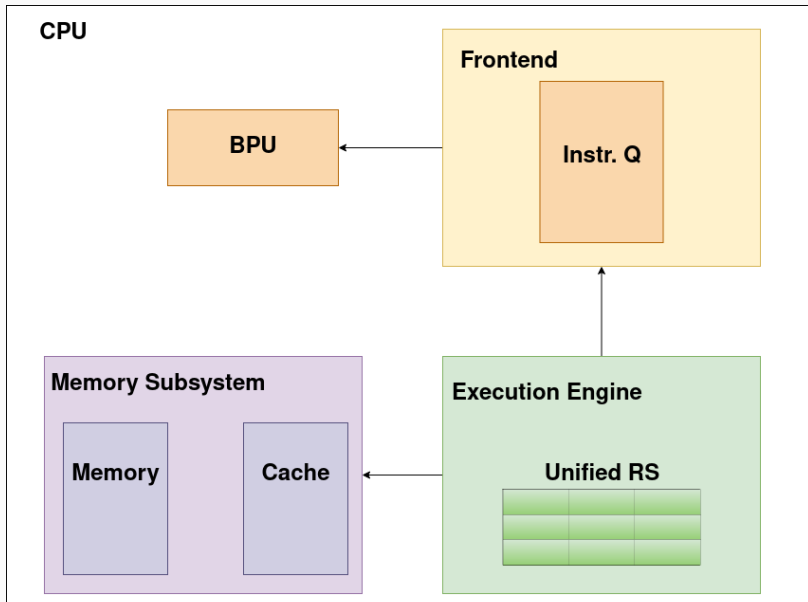 CPU
Frontend
BPU
Instr. Q
Memory Subsystem
Execution Engine
Memory
Cache
Unified RS